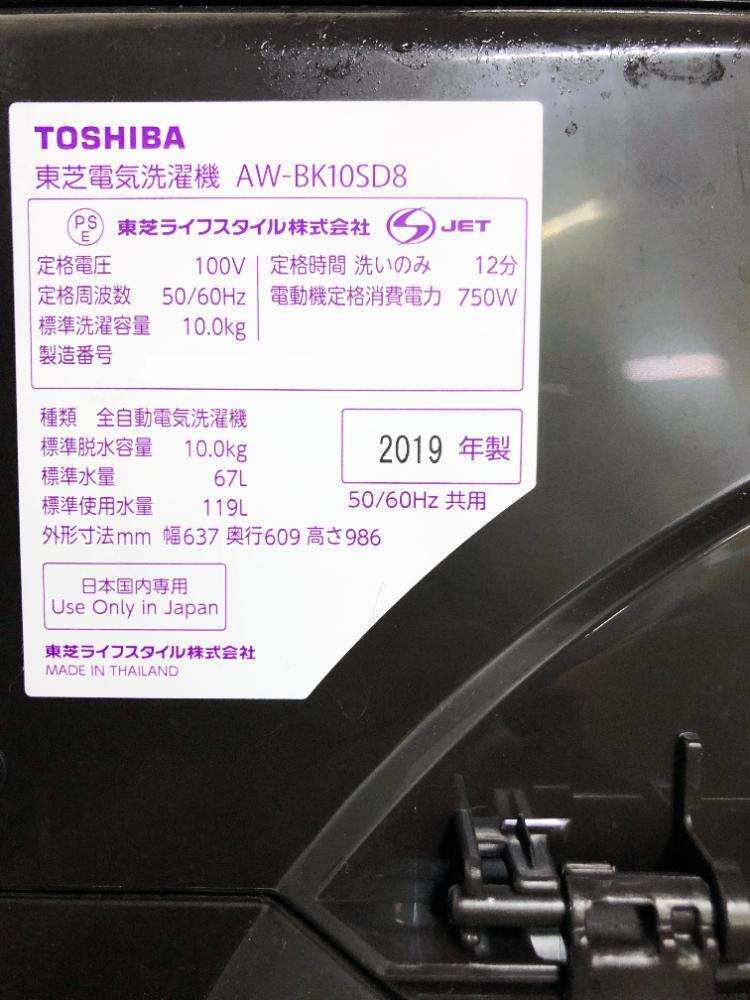 TOSHIBA
東芝電気洗濯機 AW-BK10SD8
PS E 東芝ライフスタイル株式会社 S JET
定格電圧 100V
定格周波数 50/60Hz
標準洗濯容量 10.0kg
製造番号
定格時間 洗いのみ 12分
電動機定格消費電力 750W
種類 全自動電気洗濯機
標準脱水容量 10.0kg
標準水量 67L
標準使用水量 119L
外形寸法mm 幅637 奥行609 高さ986
2019 年製
50/60Hz 共用
日本国内専用
Use Only in Japan
東芝ライフスタイル株式会社
MADE IN THAILAND